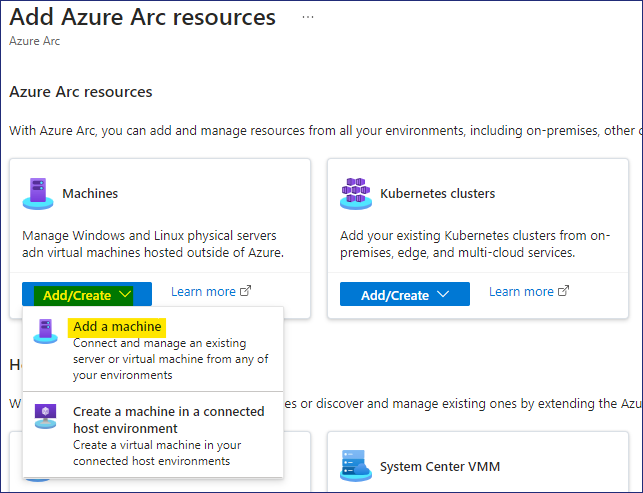 Add Azure Arc resources ...
Azure Arc
Azure Arc resources
With Azure Arc, you can add and manage resources from all your environments, including on-premises, other
Machines
Manage Windows and Linux physical servers
adn virtual machines hosted outside of Azure.
Add/Create
Learn more
Kubernetes clusters
Add your existing Kubernetes clusters from on-
premises, edge, and multi-cloud services.
Add/Create
Learn more
Add a machine
Connect and manage an existing
server or virtual machine from any of
your environments
Create a machine in a connected
host environment
Create a virtual machine in your
connected host environments
es or discover and manage existing ones by extending the Azu
System Center VMM